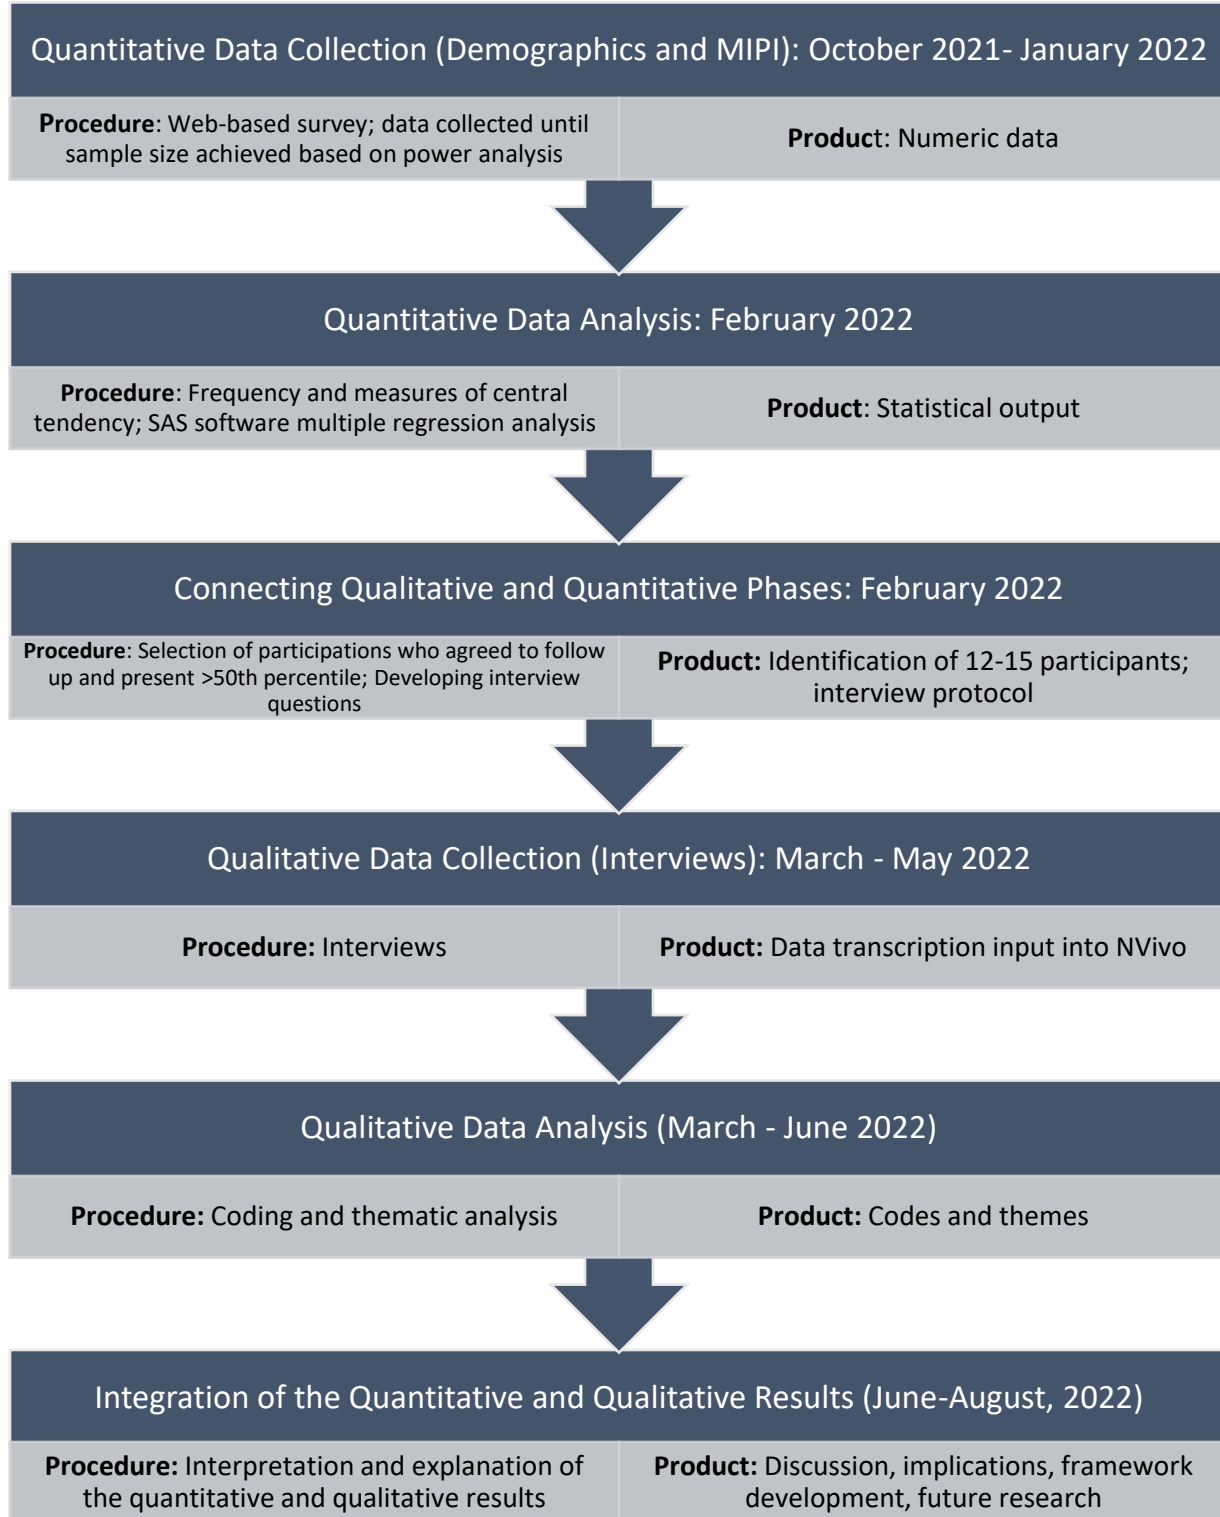 Quantitative Data Collection (Demographics and MIPI): October 2021- January 2022
Procedure: Web-based survey; data collected until
sample size achieved based on power analysis
Product: Numeric data
Quantitative Data Analysis: February 2022
Procedure: Frequency and measures of central
tendency; SAS software multiple regression analysis
Product: Statistical output
Connecting Qualitative and Quantitative Phases: February 2022
Procedure: Selection of participations who agreed to follow
up and present >50th percentile; Developing interview
questions
Product: Identification of 12-15 participants;
interview protocol
Qualitative Data Collection (Interviews): March - May 2022
Procedure: Interviews
Product: Data transcription input into NVivo
Qualitative Data Analysis (March - June 2022)
Procedure: Coding and thematic analysis
Product: Codes and themes
Integration of the Quantitative and Qualitative Results (June-August, 2022)
Procedure: Interpretation and explanation of
the quantitative and qualitative results
Product: Discussion, implications, framework
development, future research